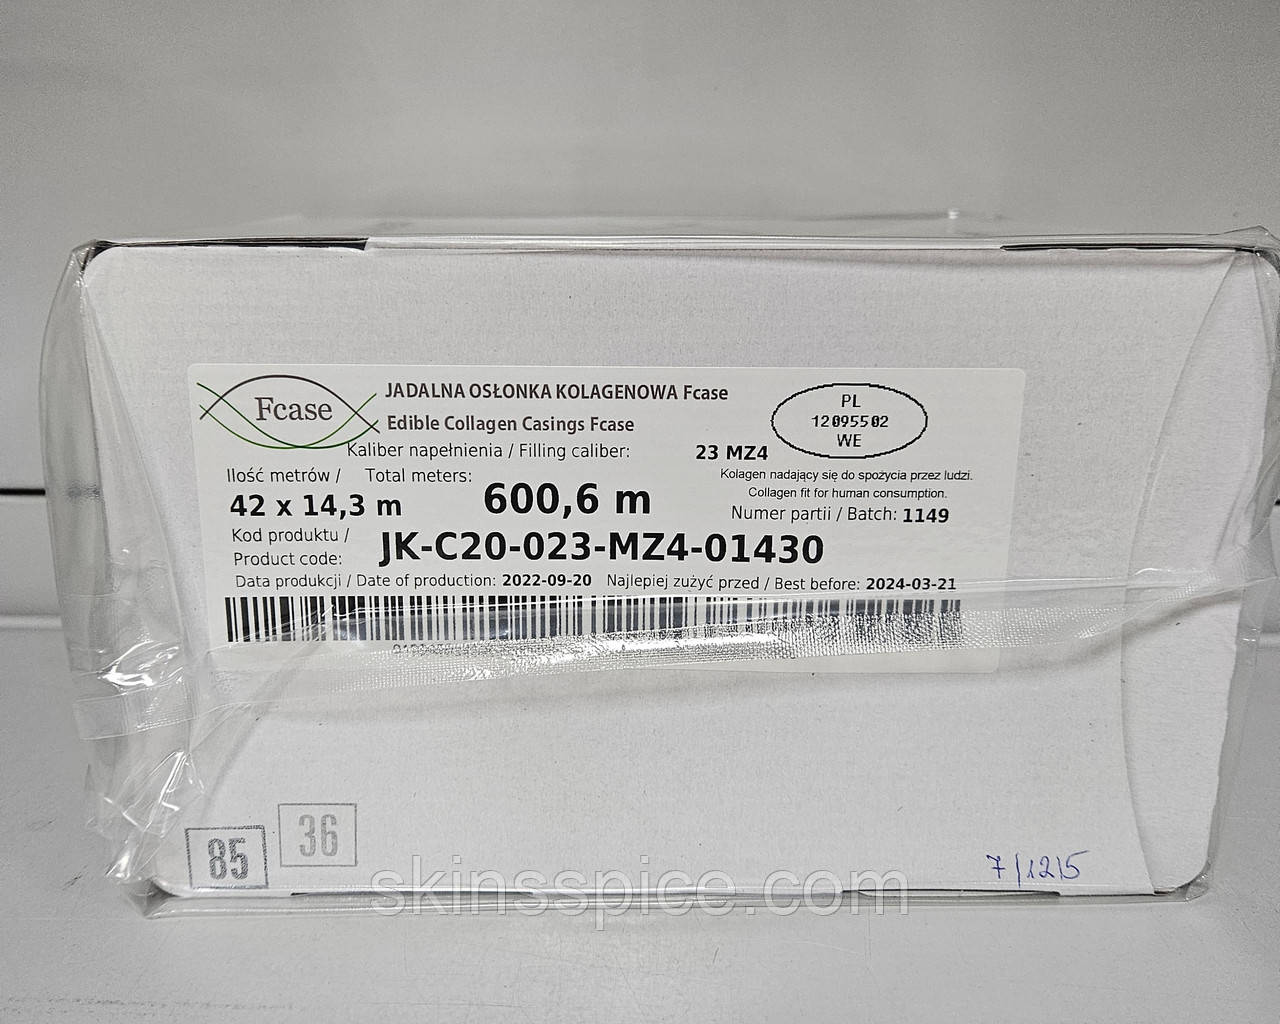 Fcase
JADALNA OSŁONKA KOLAGENOWA Fcase
Edible Collagen Casings Fcase
PL
12095502
WE
Kaliber napełnienia / Filling caliber: 23 MZ4
Kolagen nadający się do spożycia przez ludzi.
Collagen fit for human consumption.
Ilość metrów / Total meters:
42 x 14,3 m 600,6 m
Numer partii / Batch: 1149
Kod produktu /
Product code: JK-C20-023-MZ4-01430
Data produkcji / Date of production: 2022-09-20 Najlepiej zużyć przed / Best before: 2024-03-21
85
36
7/1215
skinsspice.com